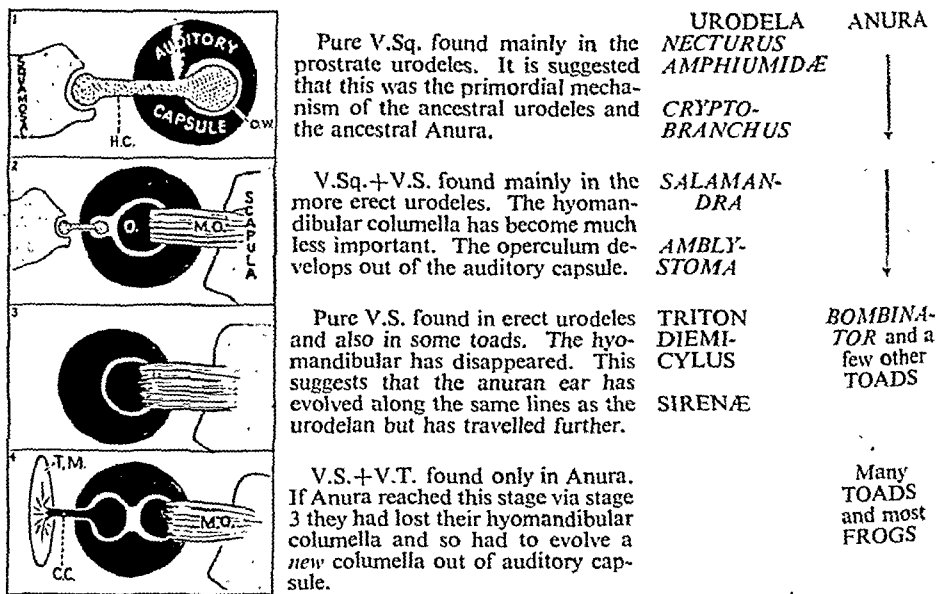 URODELA ANURA
1
AUDITORY
CAPSULE
SQUAMOSAL
H.C.
O.W.
Pure V.Sq. found mainly in the
prostrate urodeles. It is suggested
that this was the primordial mecha-
nism of the ancestral urodeles and
the ancestral Anura.
NECTURUS
AMPHIUMIDÆ
CRYPTO-
BRANCHUS
2
O.
M.O.
SCAPULA
V.Sq.+V.S. found mainly in the
more erect urodeles. The hyoman-
dibular columella has become much
less important. The operculum de-
velops out of the auditory capsule.
SALAMAN-
DRA
AMBLY-
STOMA
3
Pure V.S. found in erect urodeles
and also in some toads. The hyo-
mandibular has disappeared. This
suggests that the anuran ear has
evolved along the same lines as the
urodelan but has travelled further.
TRITON
DIEMI-
CYLUS
SIRENÆ
BOMBINA-
TOR and a
few other
TOADS
4
T.M.
M.O.
C.C.
V.S.+V.T. found only in Anura.
If Anura reached this stage via stage
3 they had lost their hyomandibular
columella and so had to evolve a
new columella out of auditory cap-
sule.
Many
TOADS
and most
FROGS